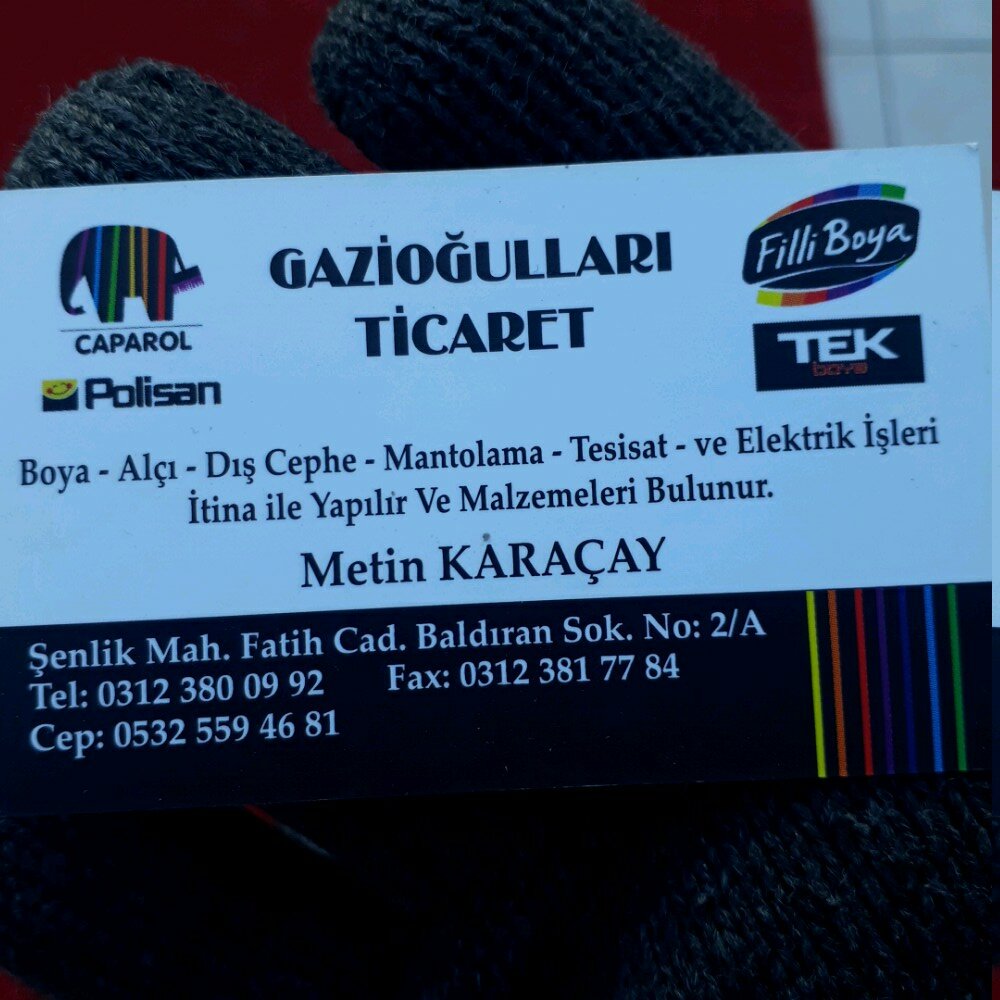 CAPAROL
Polisan
GAZİOĞULLARI
TİCARET
Filli Boya
TEK
boya
Boya - Alçı - Dış Cephe - Mantolama - Tesisat - ve Elektrik İşleri
İtina ile Yapılır Ve Malzemeleri Bulunur.
Metin KARAÇAY
Şenlik Mah. Fatih Cad. Baldıran Sok. No: 2/A
Tel: 0312 380 09 92 Fax: 0312 381 77 84
Cep: 0532 559 46 81